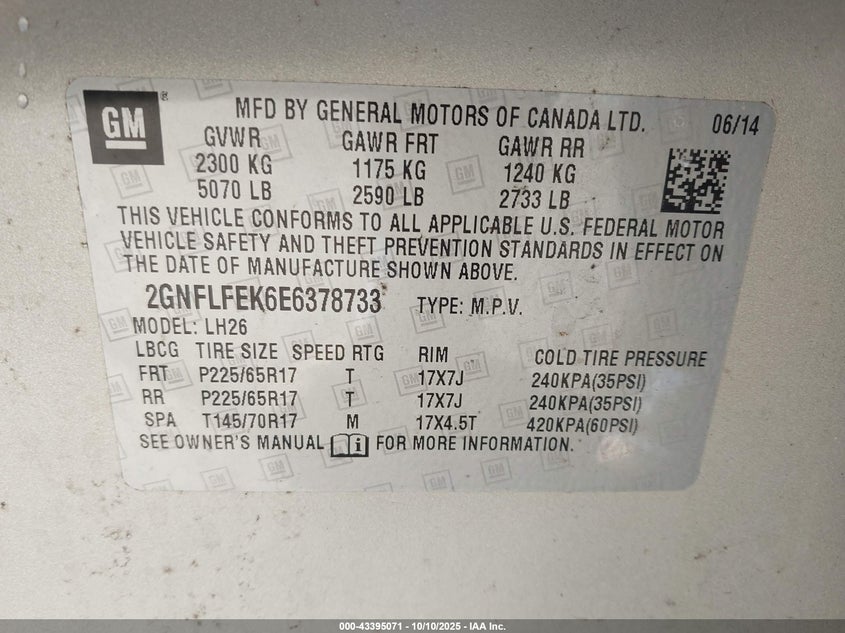 GM
MFD BY GENERAL MOTORS OF CANADA LTD. 06/14
GVWR GAWR FRT GAWR RR
2300 KG 1175 KG 1240 KG
5070 LB 2590 LB 2733 LB
THIS VEHICLE CONFORMS TO ALL APPLICABLE U.S. FEDERAL MOTOR
VEHICLE SAFETY AND THEFT PREVENTION STANDARDS IN EFFECT ON
THE DATE OF MANUFACTURE SHOWN ABOVE.
2GNFLFEK6E6378733 TYPE: M.P.V.
MODEL: LH26
LBCG TIRE SIZE SPEED RTG RIM COLD TIRE PRESSURE
FRT P225/65R17 T 17X7J 240KPA(35PSI)
RR P225/65R17 T 17X7J 240KPA(35PSI)
SPA T145/70R17 M 17X4.5T 420KPA(60PSI)
SEE OWNER'S MANUAL i FOR MORE INFORMATION.
000-43395071 - 10/10/2025 - IAA Inc.